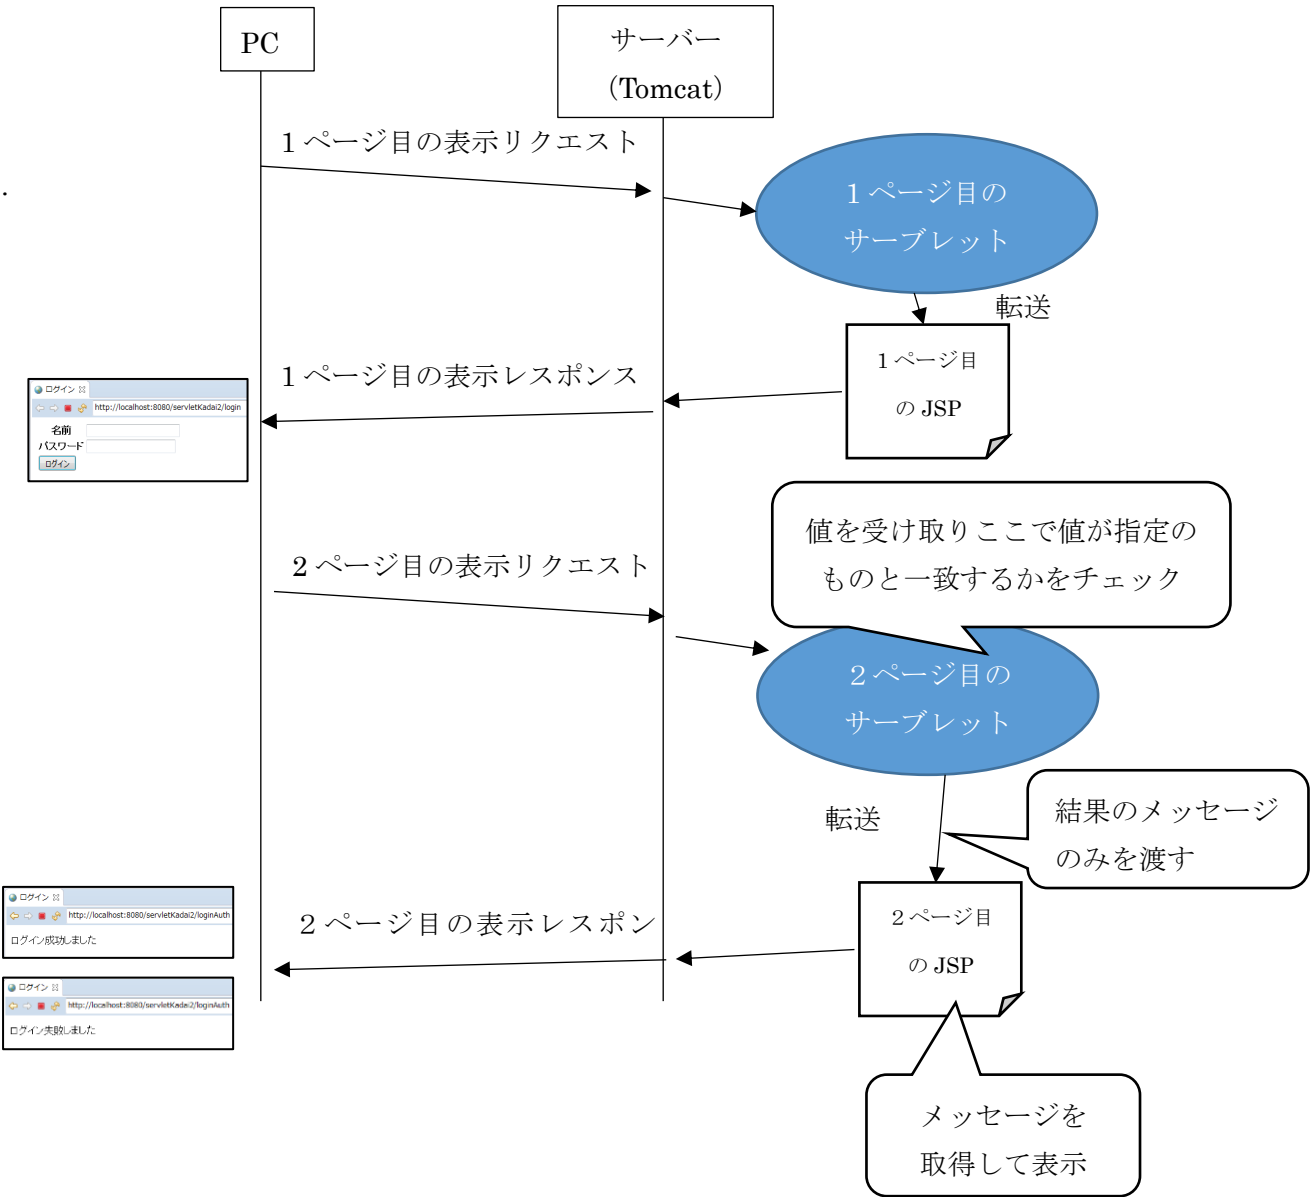 PC
サーバー
（Tomcat）
1ページ目の表示リクエスト
.
1ページ目の
サーブレット
転送
1ページ目
の JSP
1ページ目の表示レスポンス
ログイン
http://localhost:8080/servletKadai2/login
名前
パスワード
ログイン
値を受け取りここで値が指定の
ものと一致するかをチェック
2ページ目の表示リクエスト
2ページ目の
サーブレット
転送
結果のメッセージ
のみを渡す
2ページ目
の JSP
2ページ目の表示レスポン
ログイン
http://localhost:8080/servletKadai2/loginAuth
ログイン成功しました
ログイン
http://localhost:8080/servletKadai2/loginAuth
ログイン失敗しました
メッセージを
取得して表示